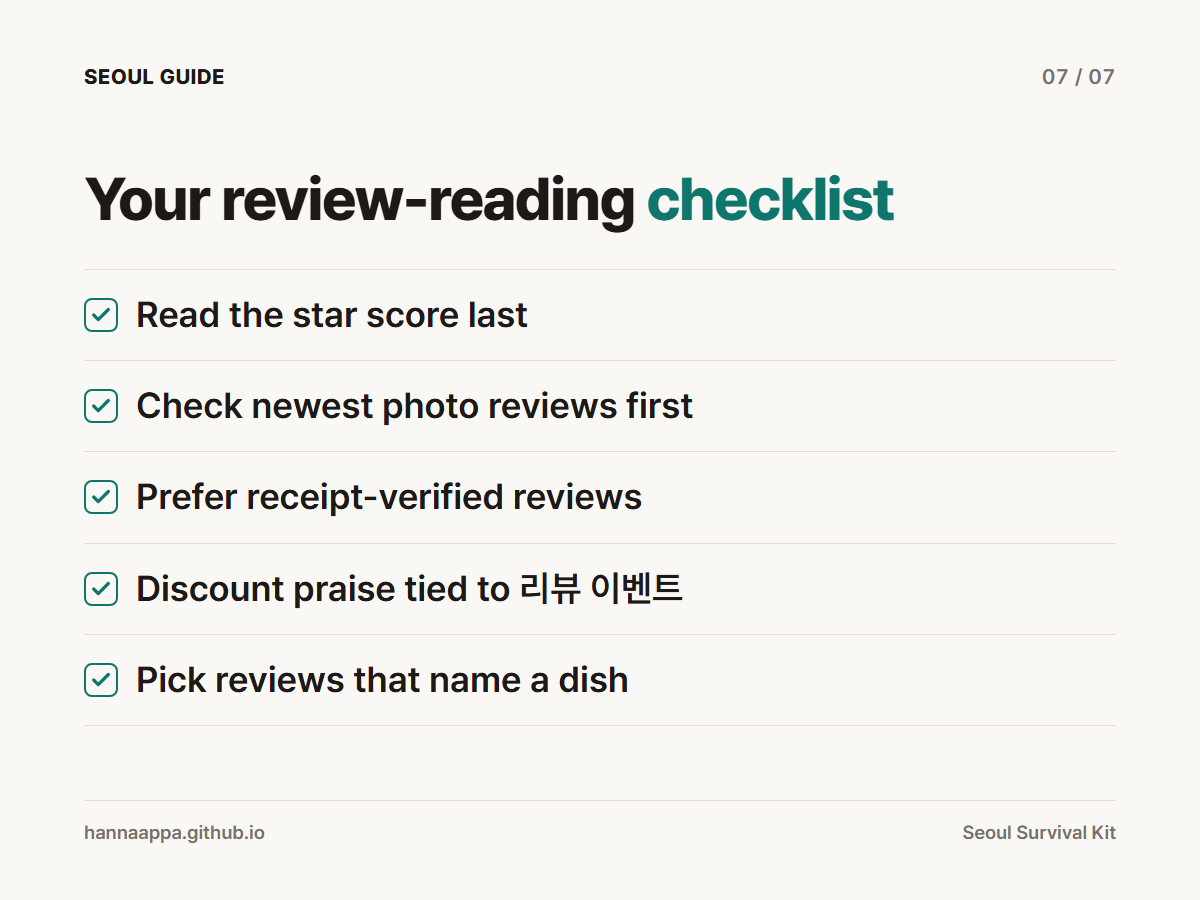 SEOUL GUIDE
07 / 07
Your review-reading checklist
Read the star score last
Check newest photo reviews first
Prefer receipt-verified reviews
Discount praise tied to 리뷰 이벤트
Pick reviews that name a dish
hannaappa.github.io
Seoul Survival Kit